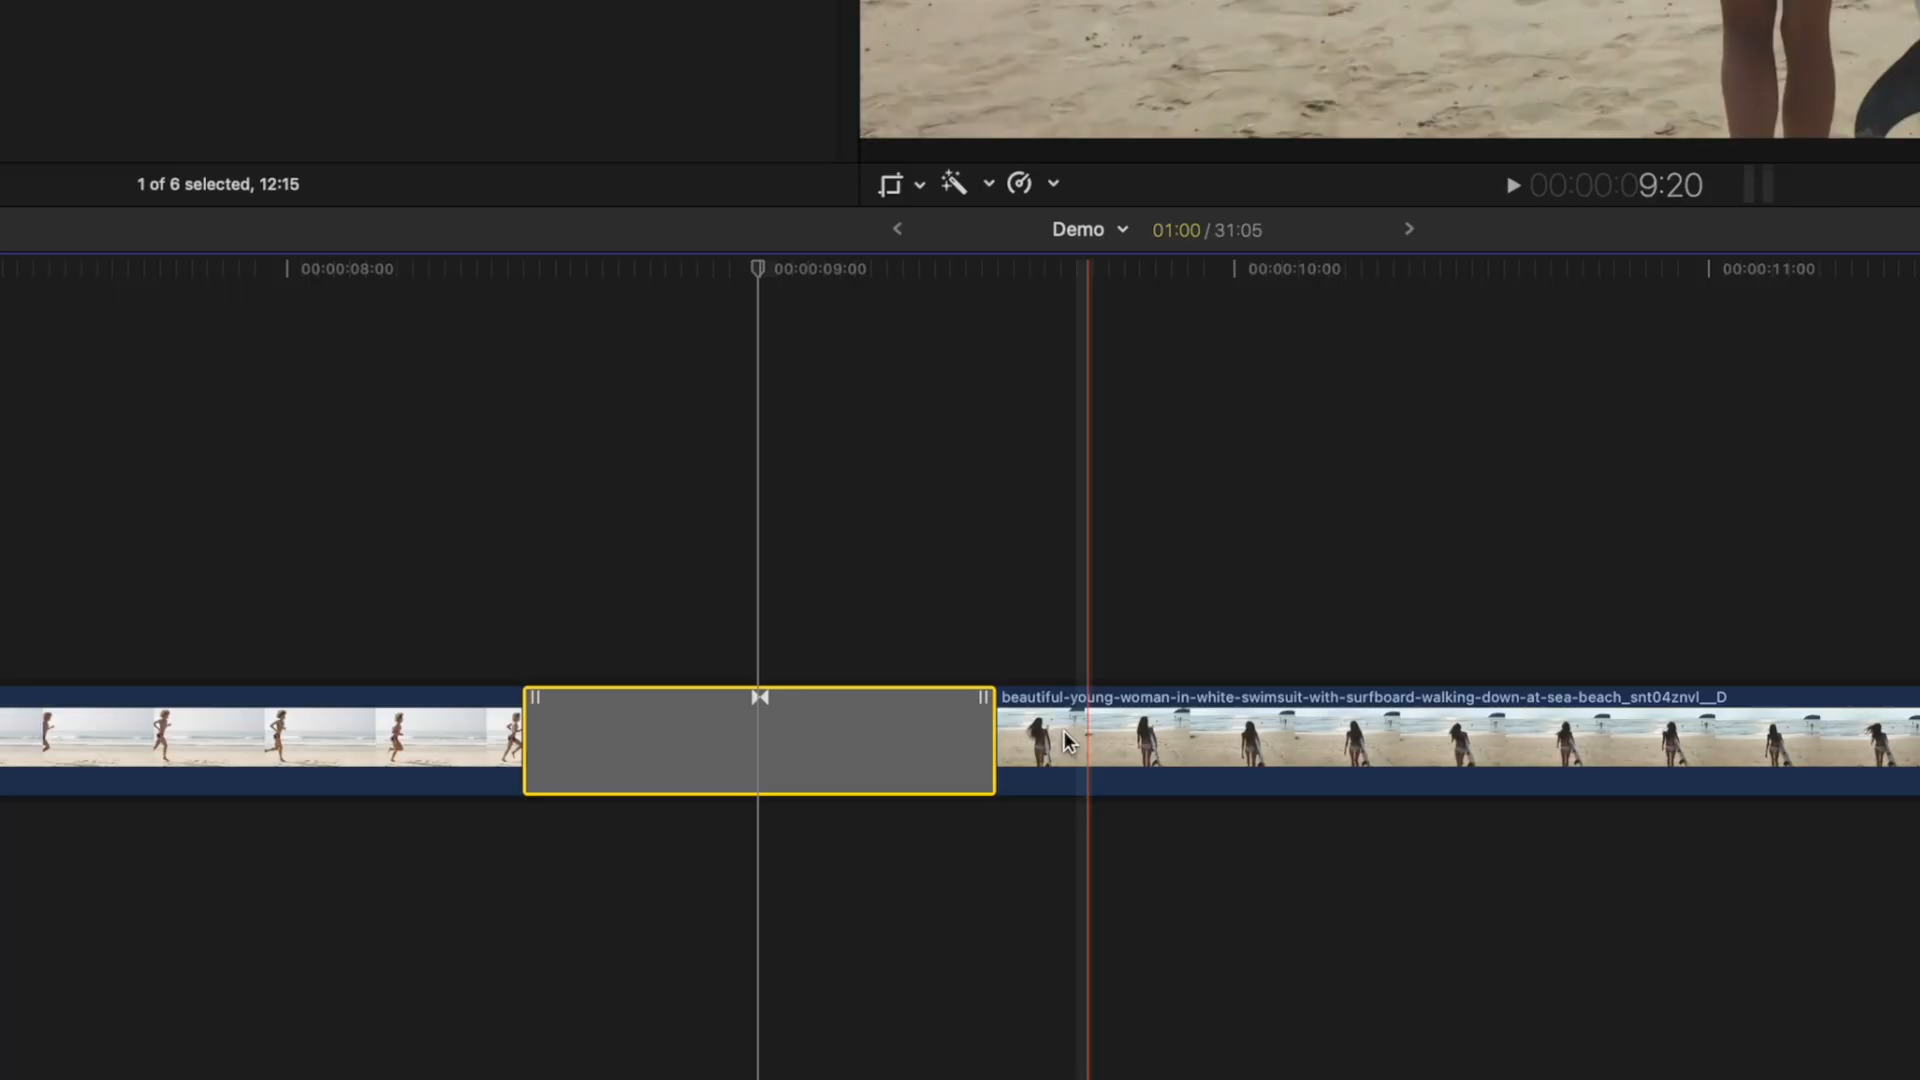 1 of 6 selected, 12:15
00:00:09:20
Demo
01:00 / 31:05
00:00:08:00
00:00:09:00
00:00:10:00
00:00:11:00
beautiful-young-woman-in-white-swimsuit-with-surfboard-walking-down-at-sea-beach_snt04znvl__D